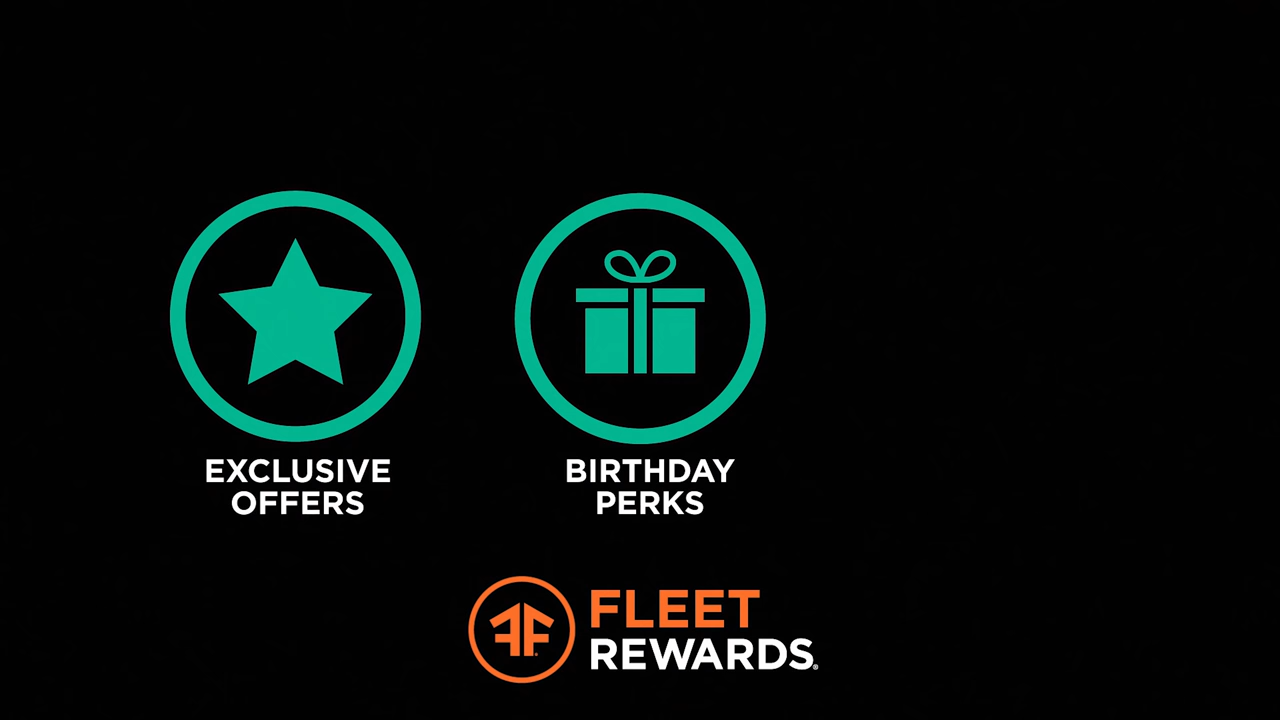 EXCLUSIVE
OFFERS
BIRTHDAY
PERKS
FLEET
REWARDS®